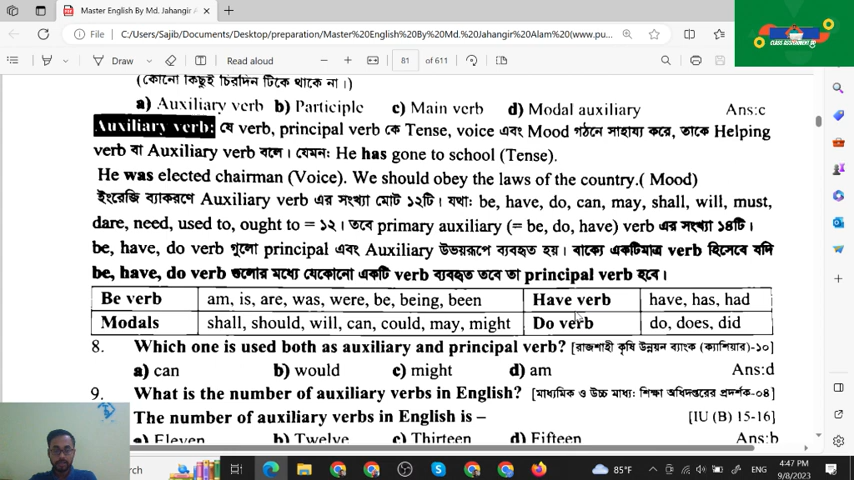 Master English By Md. Jahangir A
C:/Users/Sajib/Documents/Desktop/preparation/Master%20English%20By%20Md.%20Jahangir%20Alam%20(www.pu...
CLASS ASSIGNMENT BD
Draw
81 of 611
Read aloud
(কোনো কিছুই চিরদিন টিকে থাকে না।)
a) Auxiliary verb b) Participle c) Main verb d) Modal auxiliary Ans:c
Auxiliary verb: যে verb, principal verb কে Tense, voice এবং Mood গঠনে সাহায্য করে, তাকে Helping
verb বা Auxiliary verb বলে। যেমন: He has gone to school (Tense).
He was elected chairman (Voice). We should obey the laws of the country.( Mood)
ইংরেজি ব্যাকরণে Auxiliary verb এর সংখ্যা মোট ১২টি। যথা: be, have, do, can, may, shall, will, must,
dare, need, used to, ought to = ১২। তবে primary auxiliary (= be, do, have) verb এর সংখ্যা ১৪টি।
be, have, do verb গুলো principal এবং Auxiliary উভয়রূপে ব্যবহৃত হয়। বাক্যে একটিমাত্র verb হিসেবে যদি
be, have, do verb গুলোর মধ্যে যেকোনো একটি verb ব্যবহৃত তবে তা principal verb হবে।
Be verb am, is, are, was, were, be, being, been Have verb have, has, had
Modals shall, should, will, can, could, may, might Do verb do, does, did
8. Which one is used both as auxiliary and principal verb? [রাজশাহী কৃষি উন্নয়ন ব্যাংক (ক্যাশিয়ার)-১০]
a) can b) would c) might d) am Ans:d
9. What is the number of auxiliary verbs in English? [মাধ্যমিক ও উচ্চ মাধ্য: শিক্ষা অধিদপ্তরের প্রদর্শক-০৪]
The number of auxiliary verbs in English is – [IU (B) 15-16]
a) Eleven b) Twelve c) Thirteen d) Fifteen Ans:b
erch
85°F
ENG
4:47 PM
9/8/2023